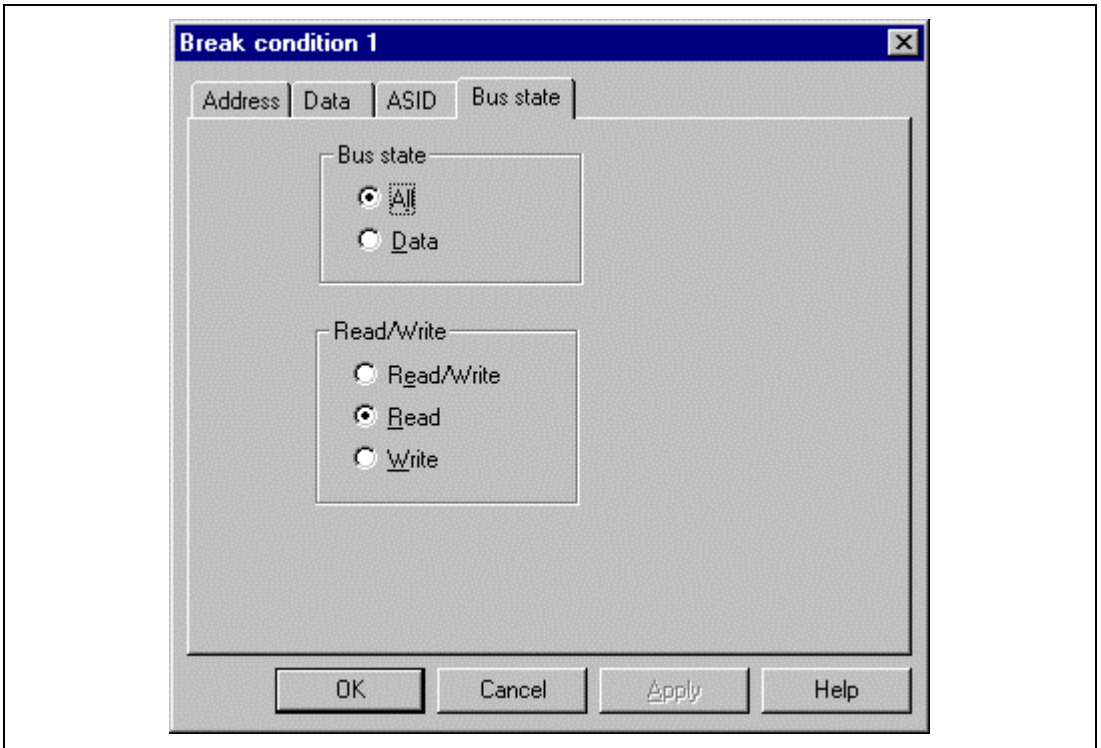 Break condition 1
Address Data ASID Bus state
Bus state
All
Data
Read/Write
Read/Write
Read
Write
OK Cancel Apply Help